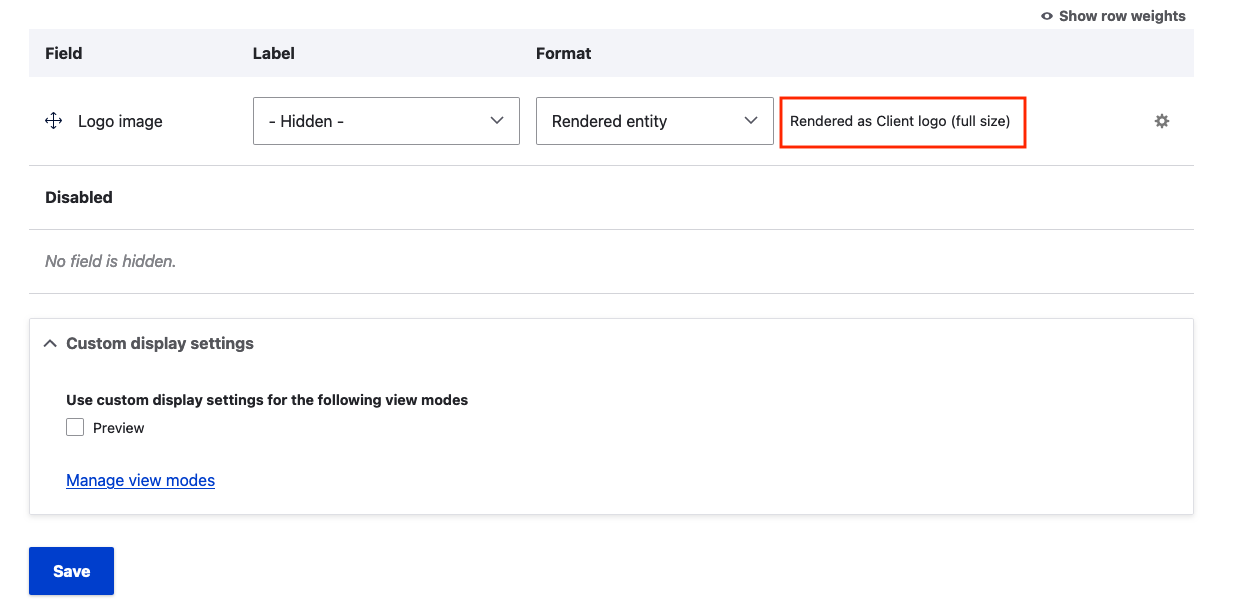 Show row weights
Field Label Format
Logo image - Hidden - Rendered entity Rendered as Client logo (full size)
Disabled
No field is hidden.
Custom display settings
Use custom display settings for the following view modes
Preview
Manage view modes
Save